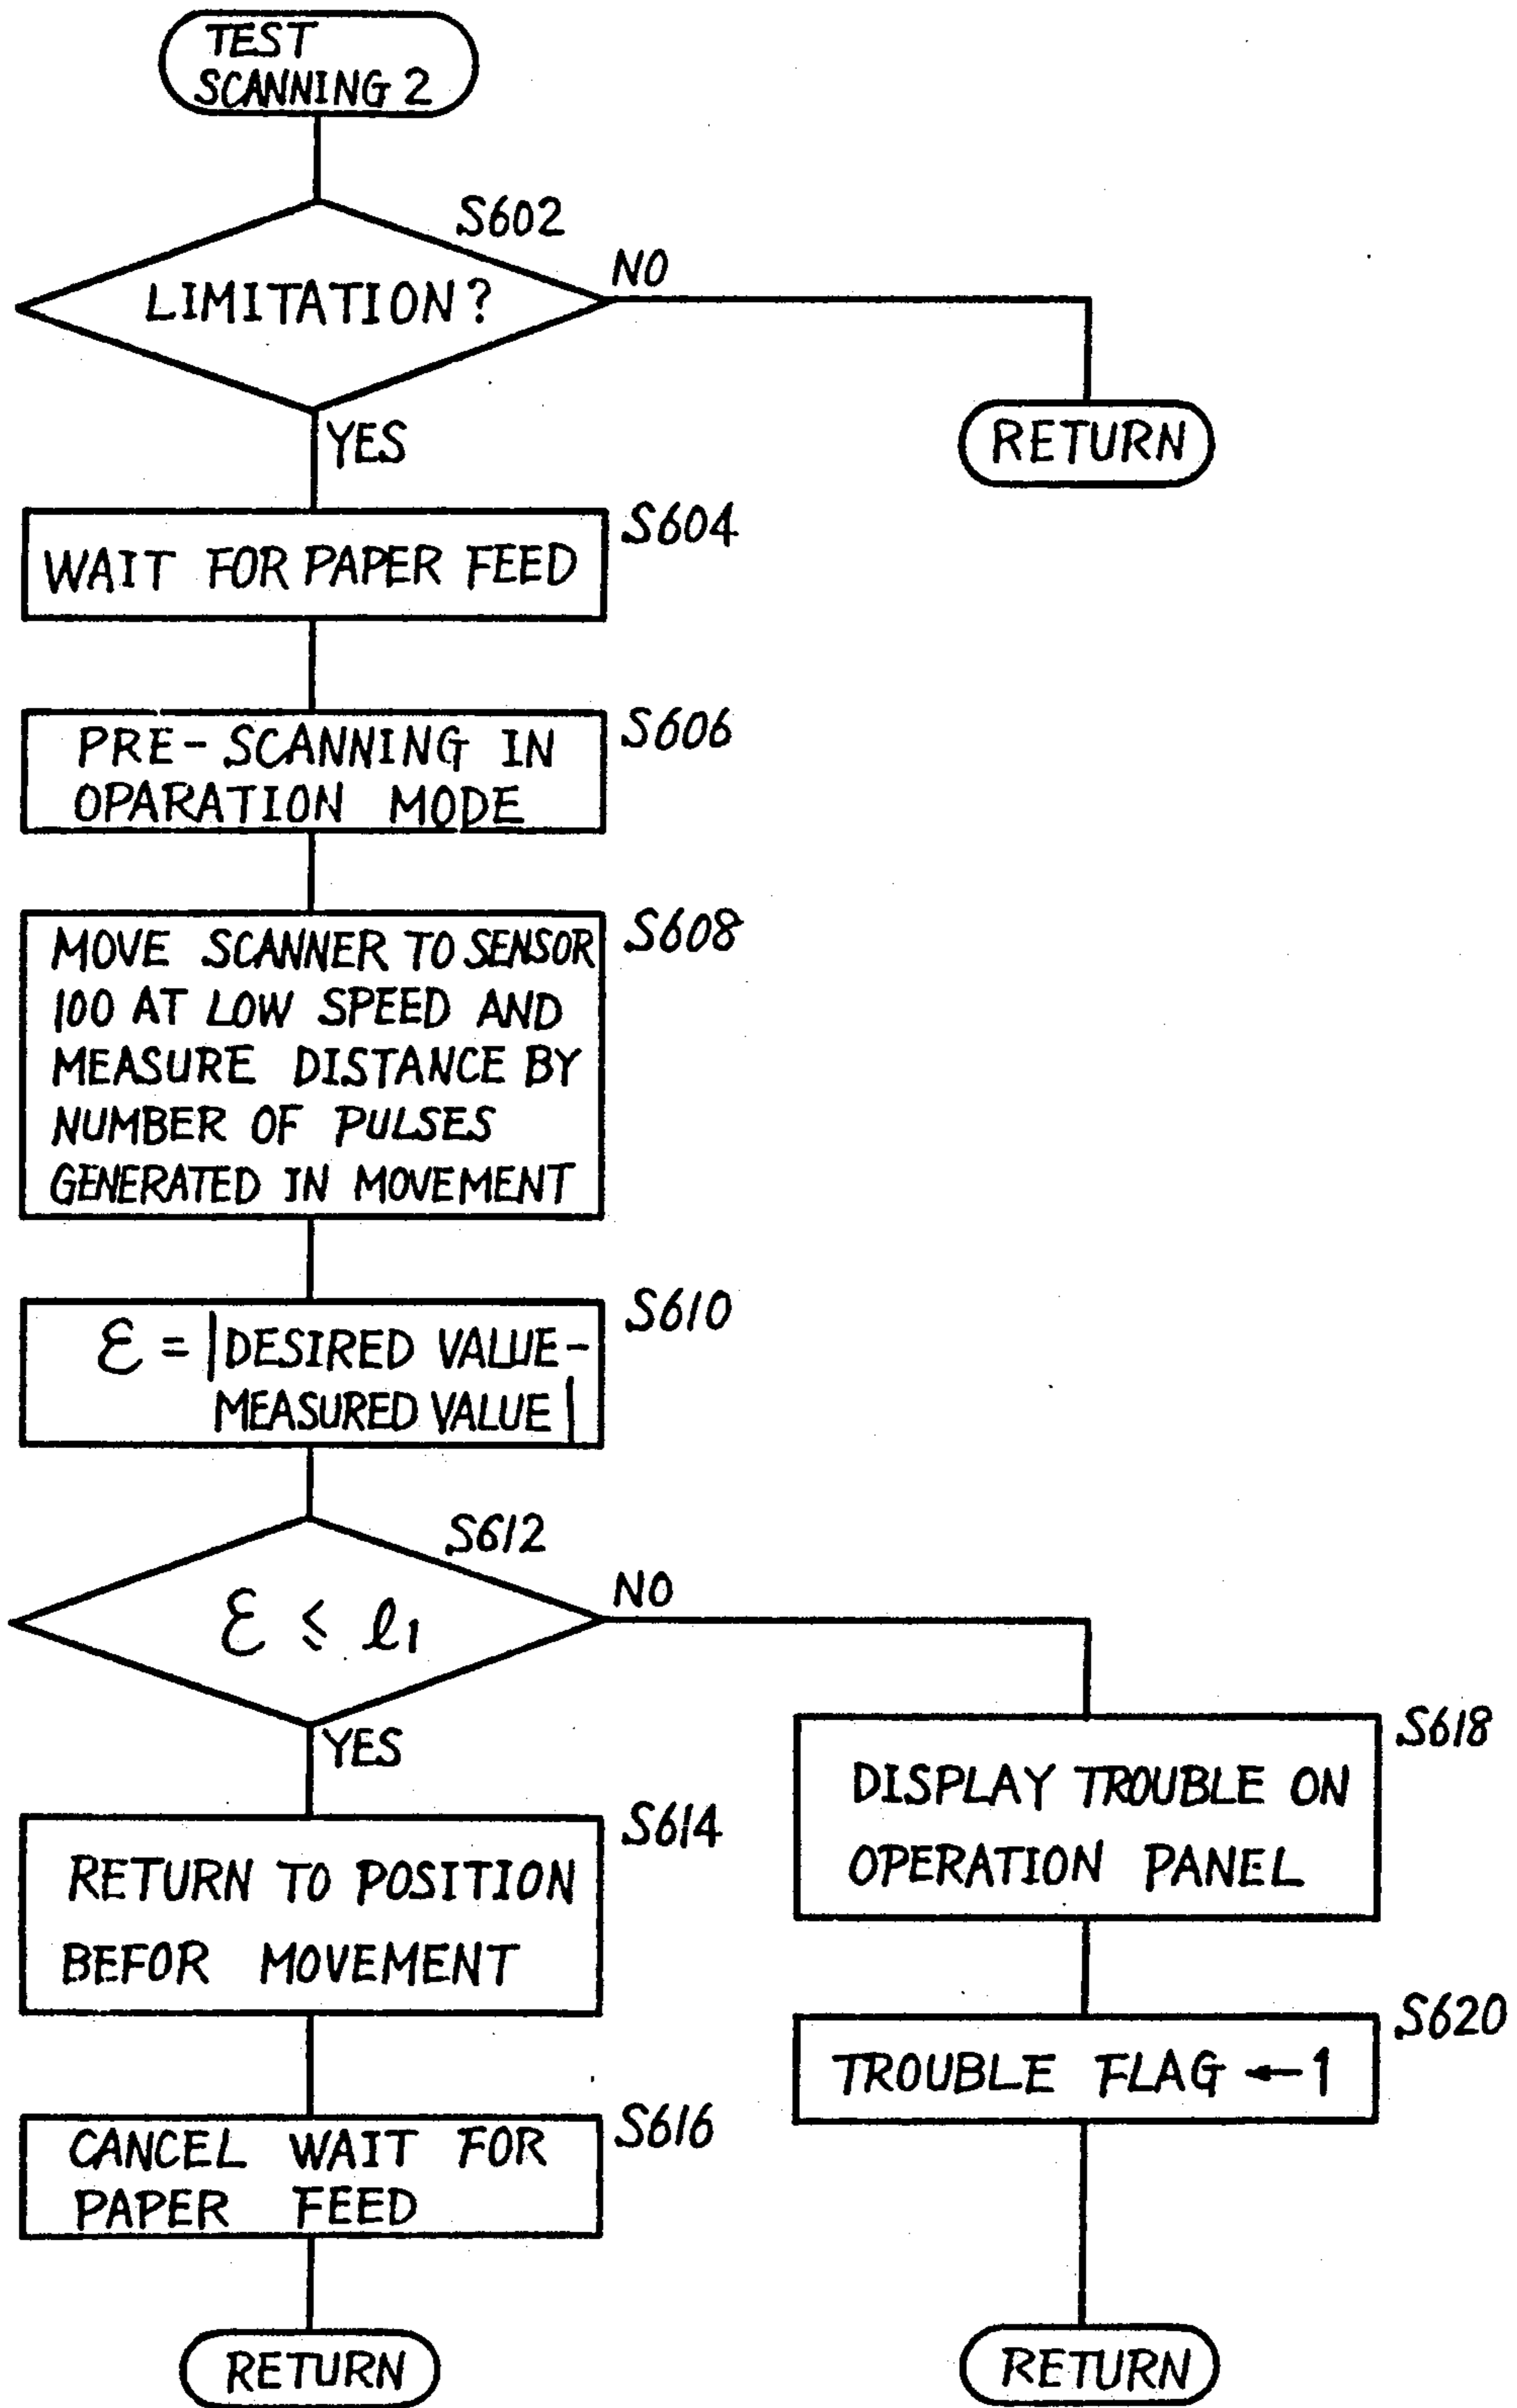 TEST
SCANNING 2
S602
LIMITATION?
NO
RETURN
YES
S604
WAIT FOR PAPER FEED
S606
PRE-SCANNING IN
OPARATION MODE
S608
MOVE SCANNER TO SENSOR
100 AT LOW SPEED AND
MEASURE DISTANCE BY
NUMBER OF PULSES
GENERATED IN MOVEMENT
S610
ℰ = |DESIRED VALUE-
MEASURED VALUE|
S612
ℰ ≤ ℓ1
NO
YES
S614
RETURN TO POSITION
BEFOR MOVEMENT
S616
CANCEL WAIT FOR
PAPER FEED
RETURN
S618
DISPLAY TROUBLE ON
OPERATION PANEL
S620
TROUBLE FLAG ← 1
RETURN